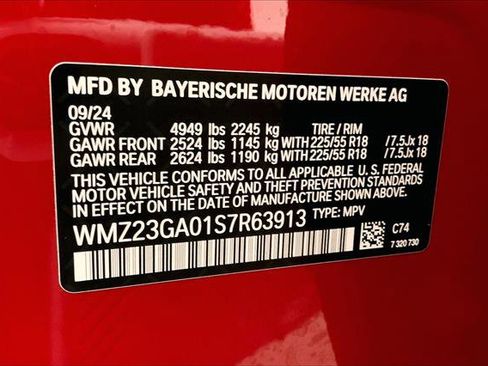 MFD BY BAYERISCHE MOTOREN WERKE AG
09/24
GVWR 4949 lbs 2245 kg TIRE / RIM
GAWR FRONT 2524 lbs 1145 kg WITH 225/55 R18 /7.5Jx 18
GAWR REAR 2624 lbs 1190 kg WITH 225/55 R18 /7.5Jx 18
THIS VEHICLE CONFORMS TO ALL APPLICABLE U. S. FEDERAL
MOTOR VEHICLE SAFETY AND THEFT PREVENTION STANDARDS
IN EFFECT ON THE DATE OF MANUFACTURE SHOWN ABOVE.
WMZ23GA01S7R63913 TYPE: MPV
C74
7 320 730